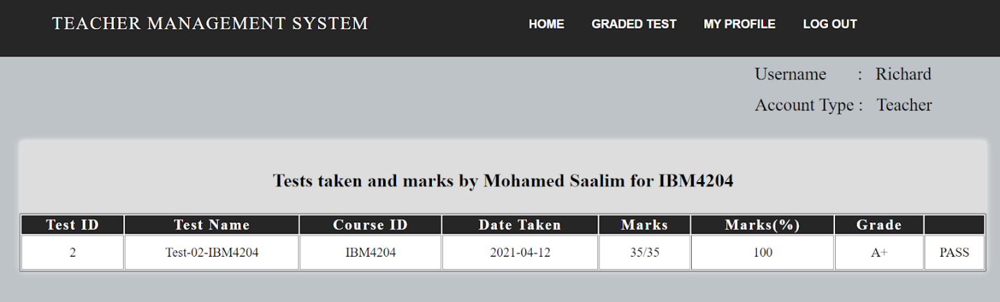 TEACHER MANAGEMENT SYSTEM HOME GRADED TEST MY PROFILE LOG OUT
Username : Richard
Account Type : Teacher
Tests taken and marks by Mohamed Saalim for IBM4204
Test ID Test Name Course ID Date Taken Marks Marks(%) Grade
2 Test-02-IBM4204 IBM4204 2021-04-12 35/35 100 A+ PASS